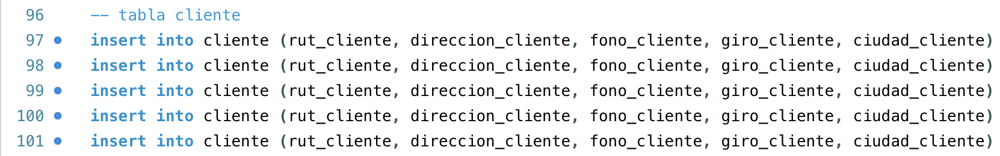 96 -- tabla cliente
97 insert into cliente (rut_cliente, direccion_cliente, fono_cliente, giro_cliente, ciudad_cliente)
98 insert into cliente (rut_cliente, direccion_cliente, fono_cliente, giro_cliente, ciudad_cliente)
99 insert into cliente (rut_cliente, direccion_cliente, fono_cliente, giro_cliente, ciudad_cliente)
100 insert into cliente (rut_cliente, direccion_cliente, fono_cliente, giro_cliente, ciudad_cliente)
101 insert into cliente (rut_cliente, direccion_cliente, fono_cliente, giro_cliente, ciudad_cliente)